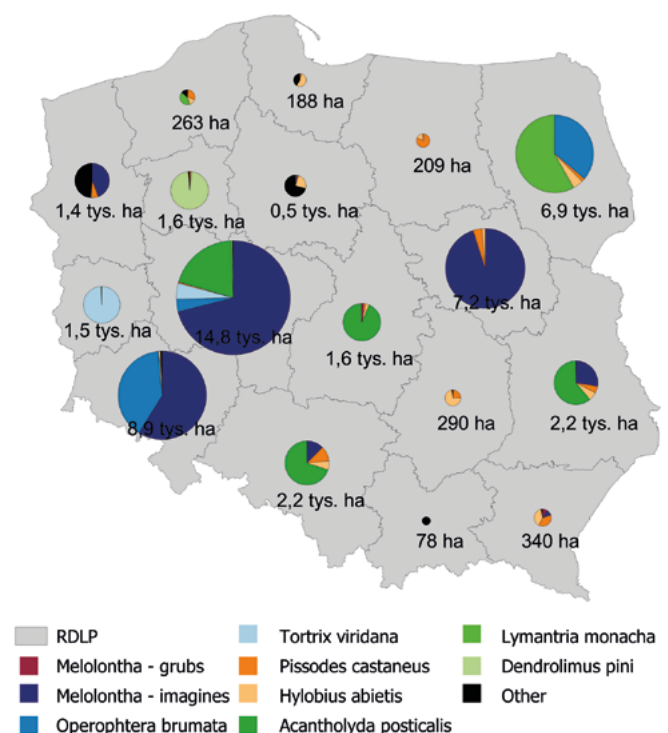 188 ha
263 ha
209 ha
1,4 tys. ha
1,6 tys. ha
0,5 tys. ha
6,9 tys. ha
7,2 tys. ha
1,5 tys. ha
14,8 tys. ha
1,6 tys. ha
290 ha
2,2 tys. ha
8,9 tys. ha
2,2 tys. ha
78 ha
340 ha
RDLP
Melolontha - grubs
Melolontha - imagines
Operophtera brumata
Tortrix viridana
Pissodes castaneus
Hylobius abietis
Acantholyda posticalis
Lymantria monacha
Dendrolimus pini
Other